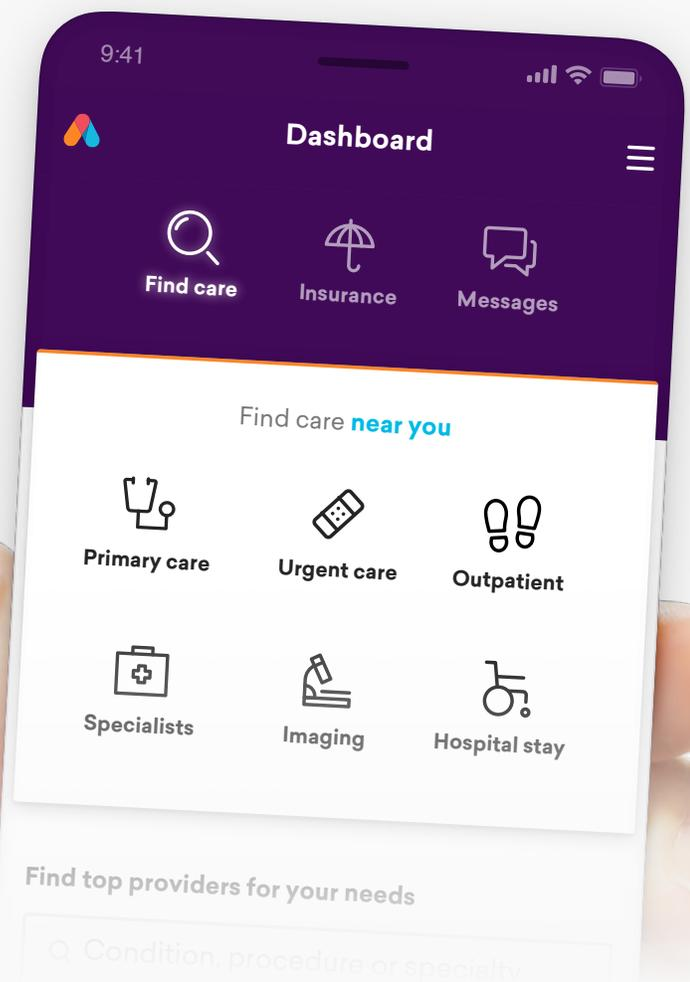 9:41
Dashboard
Find care
Insurance
Messages
Find care near you
Primary care
Urgent care
Outpatient
Specialists
Imaging
Hospital stay
Find top providers for your needs
Condition, procedure or specialty